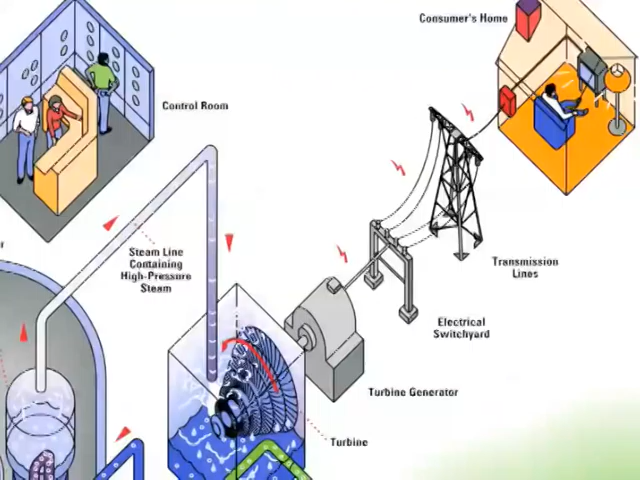 Consumer's Home
Control Room
r
Steam Line
Containing
High-Pressure
Steam
Transmission
Lines
Electrical
Switchyard
Turbine Generator
Turbine